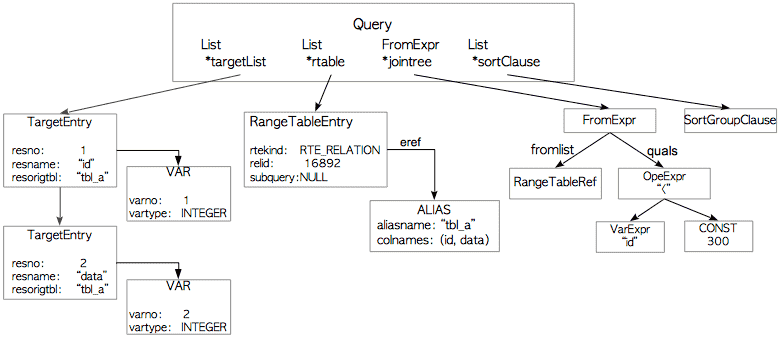 Query
List
*targetList
List
*rtable
FromExpr
*jointree
List
*sortClause
TargetEntry
resno: 1
resname: “id”
resorigtbl: “tbl_a”
VAR
varno: 1
vartype: INTEGER
TargetEntry
resno: 2
resname: “data”
resorigtbl: “tbl_a”
VAR
varno: 2
vartype: INTEGER
RangeTableEntry
rtekind: RTE_RELATION
relid: 16892
subquery:NULL
eref
ALIAS
aliasname: “tbl_a”
colnames: (id, data)
FromExpr
fromlist
quals
RangeTableRef
OpeExpr
“<”
VarExpr
“id”
CONST
300
SortGroupClause